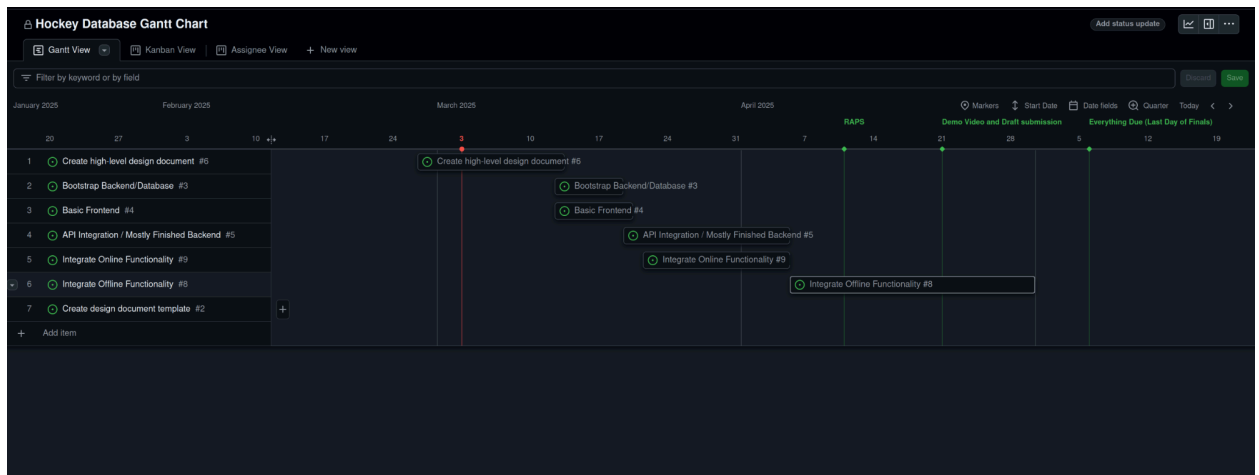 Hockey Database Gantt Chart
Add status update
Gantt View
Kanban View
Assignee View
+ New view
Filter by keyword or by field
Discard
Save
January 2025
February 2025
March 2025
April 2025
Markers
Start Date
Date fields
Quarter
Today
RAPS
Demo Video and Draft submission
Everything Due (Last Day of Finals)
20 27 3 10 17 24 3 10 17 24 31 7 14 21 28 5 12 19
1 Create high-level design document #6
Create high-level design document #6
2 Bootstrap Backend/Database #3
Bootstrap Backend/Database #3
3 Basic Frontend #4
Basic Frontend #4
4 API Integration / Mostly Finished Backend #5
API Integration / Mostly Finished Backend #5
5 Integrate Online Functionality #9
Integrate Online Functionality #9
6 Integrate Offline Functionality #8
Integrate Offline Functionality #8
7 Create design document template #2
+
+ Add item